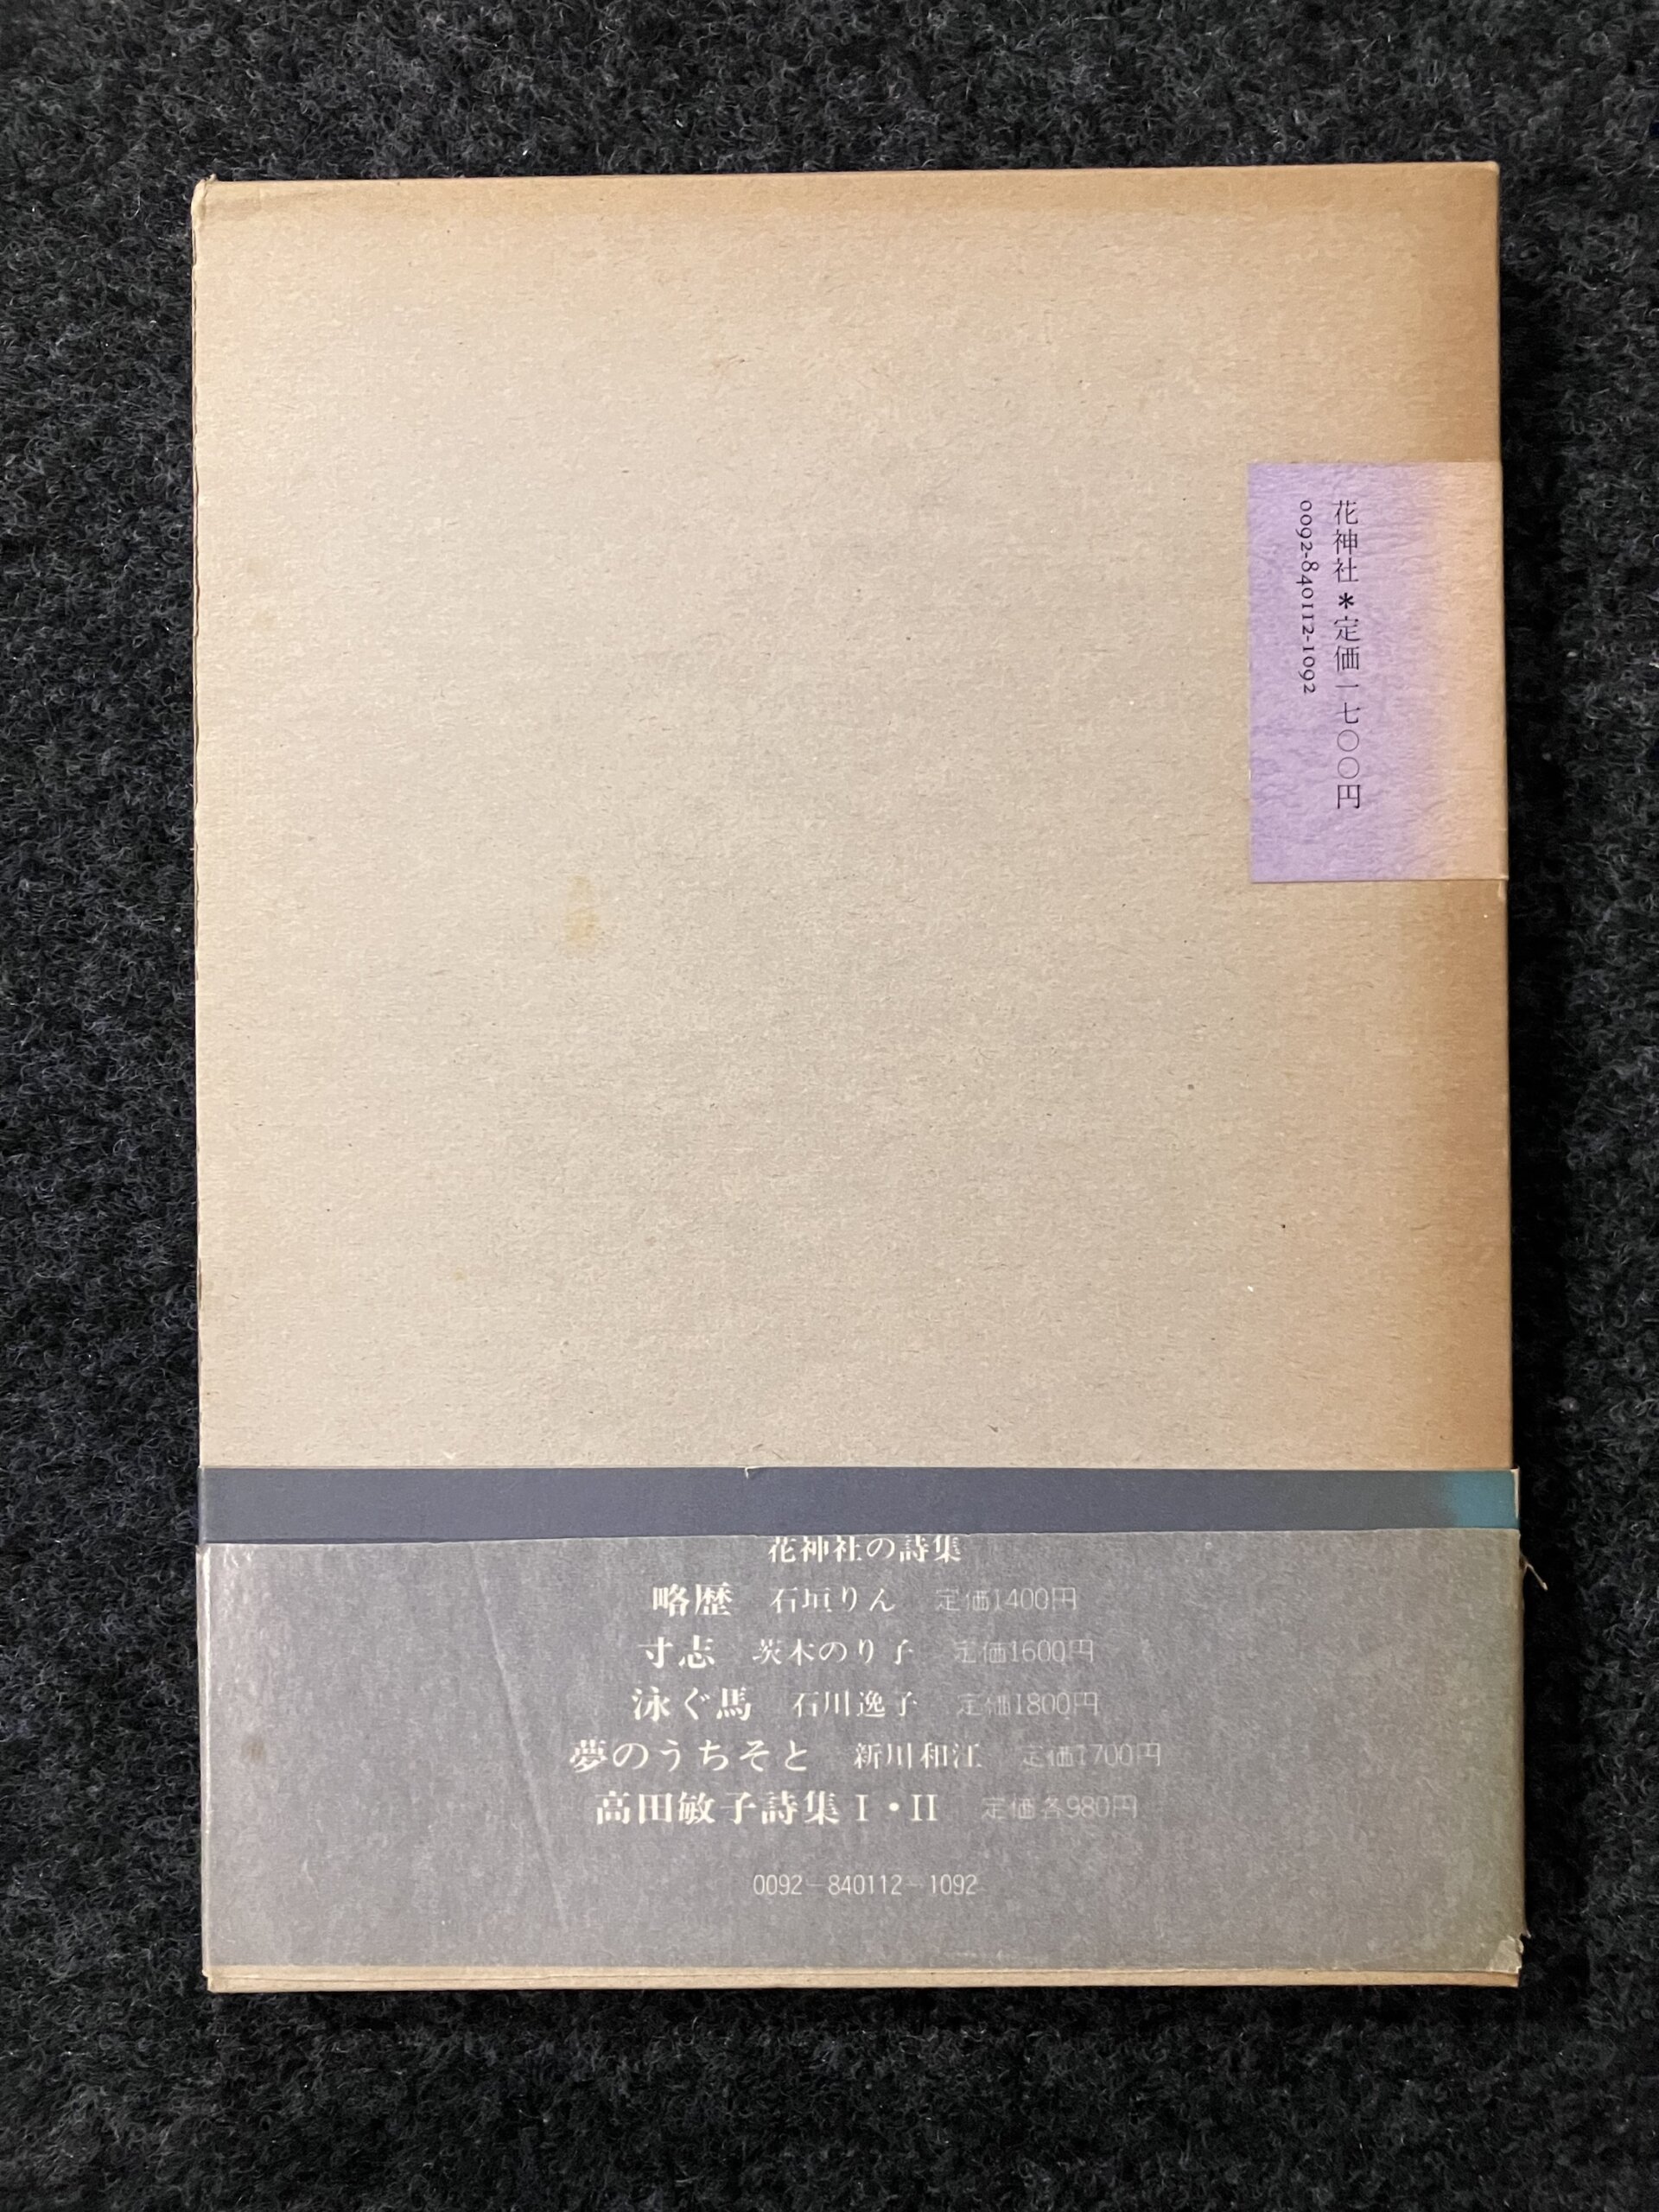 花神社＊定価一七〇〇円
0092-840112-1092
花神社の詩集
略歴　石垣りん　定価1400円
寸志　茨木のり子　定価1600円
泳ぐ馬　石川逸子　定価1800円
夢のうちそと　新川和江　定価1700円
高田敏子詩集 I・II　定価各980円
0092－840112－1092